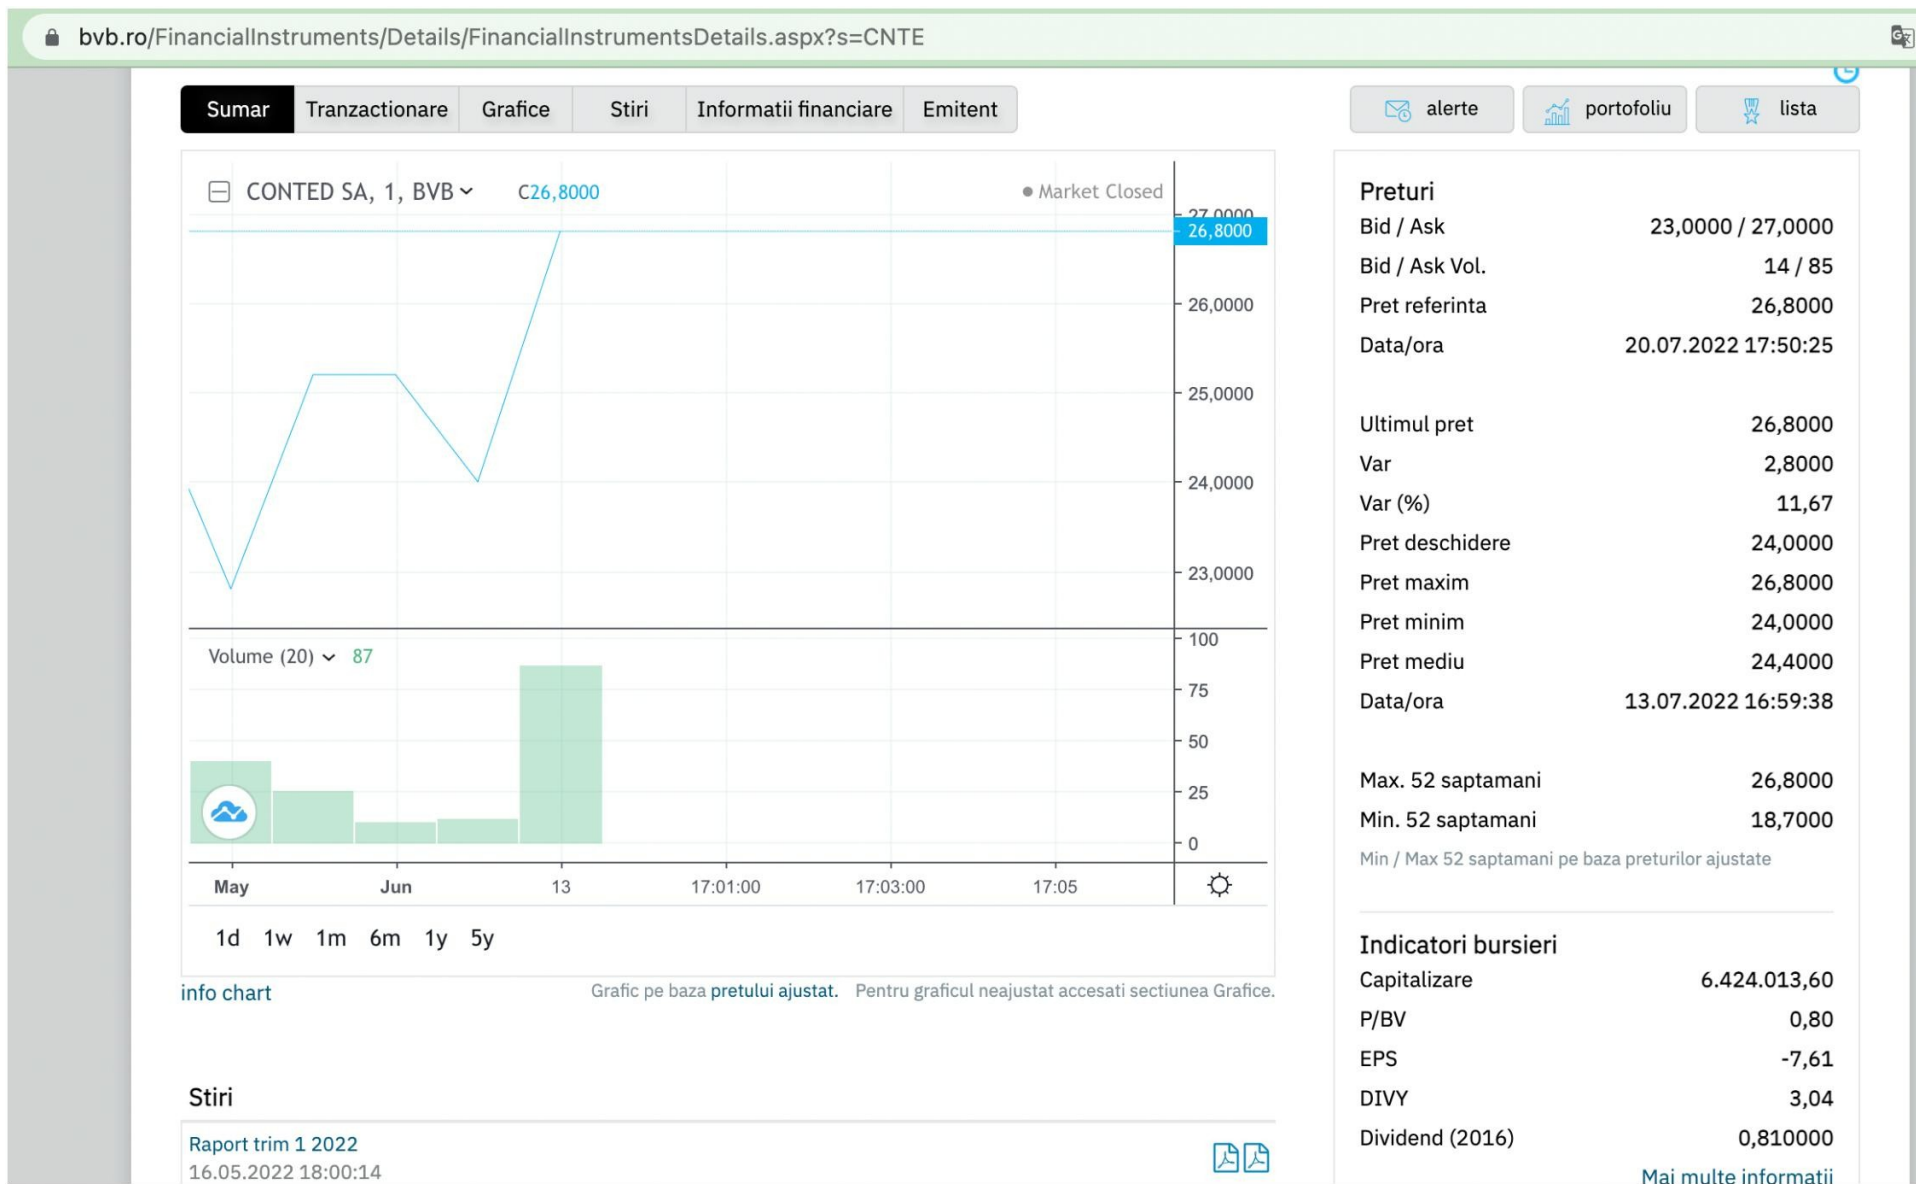 bvb.ro/FinancialInstruments/Details/FinancialInstrumentsDetails.aspx?s=CNTE
Sumar Tranzactionare Grafice Stiri Informatii financiare Emitent
alerte portofoliu lista
CONTED SA, 1, BVB C26,8000 Market Closed
27,0000
26,8000
26,0000
25,0000
24,0000
23,0000
Volume (20) 87
100
75
50
25
0
May Jun 13 17:01:00 17:03:00 17:05
1d 1w 1m 6m 1y 5y
info chart Grafic pe baza pretului ajustat. Pentru graficul neajustat accesati sectiunea Grafice.
Stiri
Raport trim 1 2022
16.05.2022 18:00:14
Preturi
Bid / Ask 23,0000 / 27,0000
Bid / Ask Vol. 14 / 85
Pret referinta 26,8000
Data/ora 20.07.2022 17:50:25
Ultimul pret 26,8000
Var 2,8000
Var (%) 11,67
Pret deschidere 24,0000
Pret maxim 26,8000
Pret minim 24,0000
Pret mediu 24,4000
Data/ora 13.07.2022 16:59:38
Max. 52 saptamani 26,8000
Min. 52 saptamani 18,7000
Min / Max 52 saptamani pe baza preturilor ajustate
Indicatori bursieri
Capitalizare 6.424.013,60
P/BV 0,80
EPS -7,61
DIVY 3,04
Dividend (2016) 0,810000
Mai multe informatii